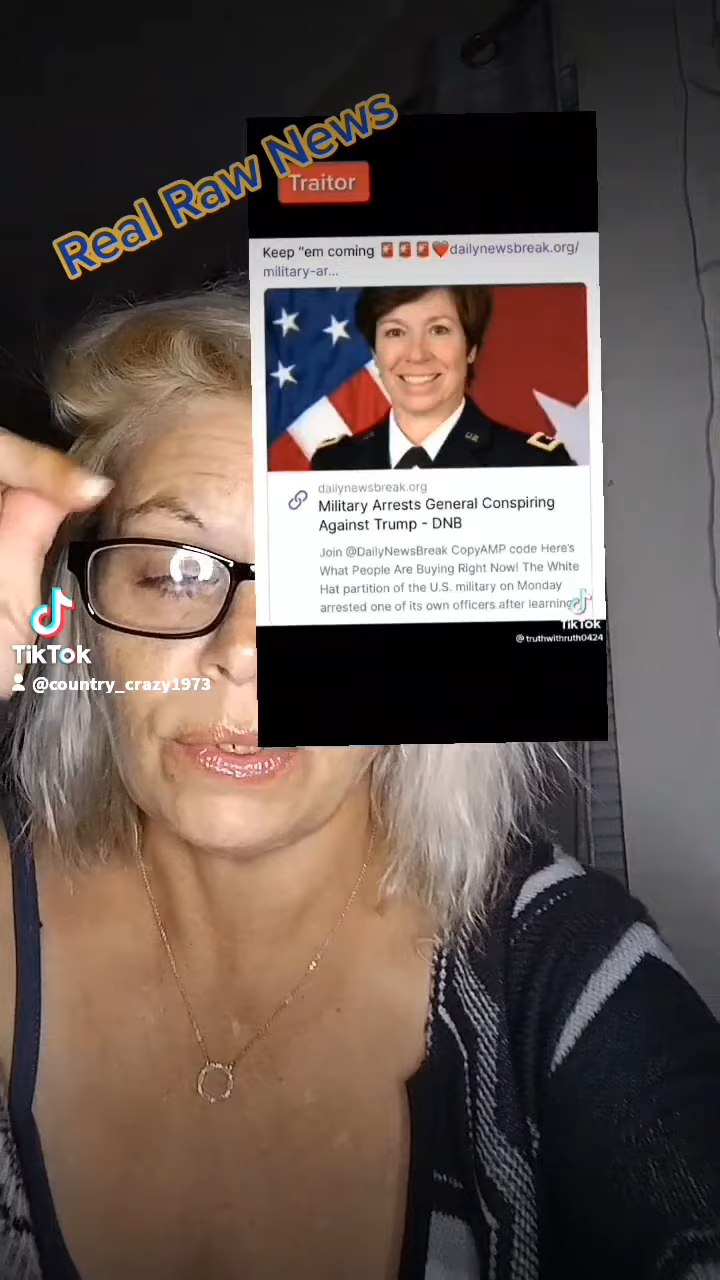 Real Raw News
Traitor
Keep "em coming 🚨🚨🚨❤️dailynewsbreak.org/
military-ar...
dailynewsbreak.org
Military Arrests General Conspiring
Against Trump - DNB
Join @DailyNewsBreak CopyAMP code Here's
What People Are Buying Right Now! The White
Hat partition of the U.S. military on Monday
arrested one of its own officers after learning
TikTok
@truthwithruth0424
TikTok
@country_crazy1973
U.S.